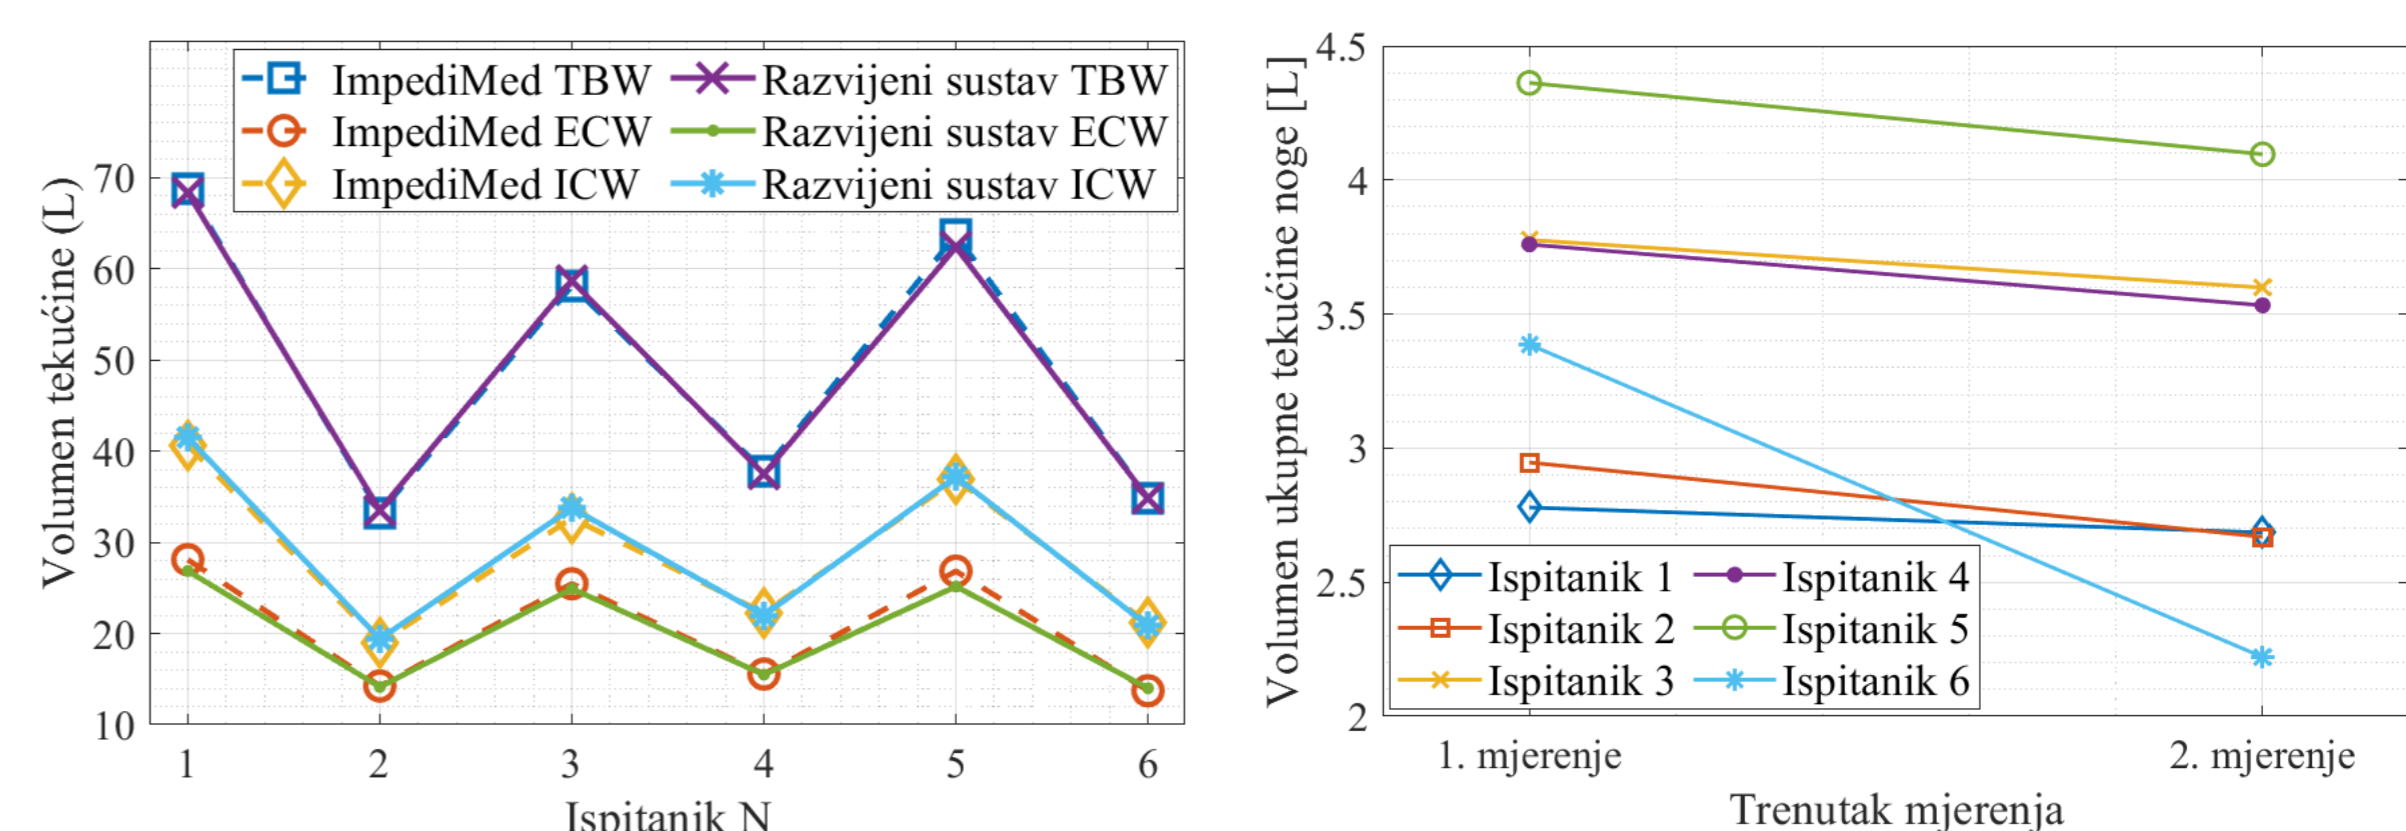 ImpediMed TBW
Razvijeni sustav TBW
ImpediMed ECW
Razvijeni sustav ECW
ImpediMed ICW
Razvijeni sustav ICW
Volumen tekućine (L)
70
60
50
40
30
20
10
1 2 3 4 5 6
Ispitanik N
Volumen ukupne tekućine noge [L]
4.5
4
3.5
3
2.5
2
Ispitanik 1
Ispitanik 4
Ispitanik 2
Ispitanik 5
Ispitanik 3
Ispitanik 6
1. mjerenje 2. mjerenje
Trenutak mjerenja